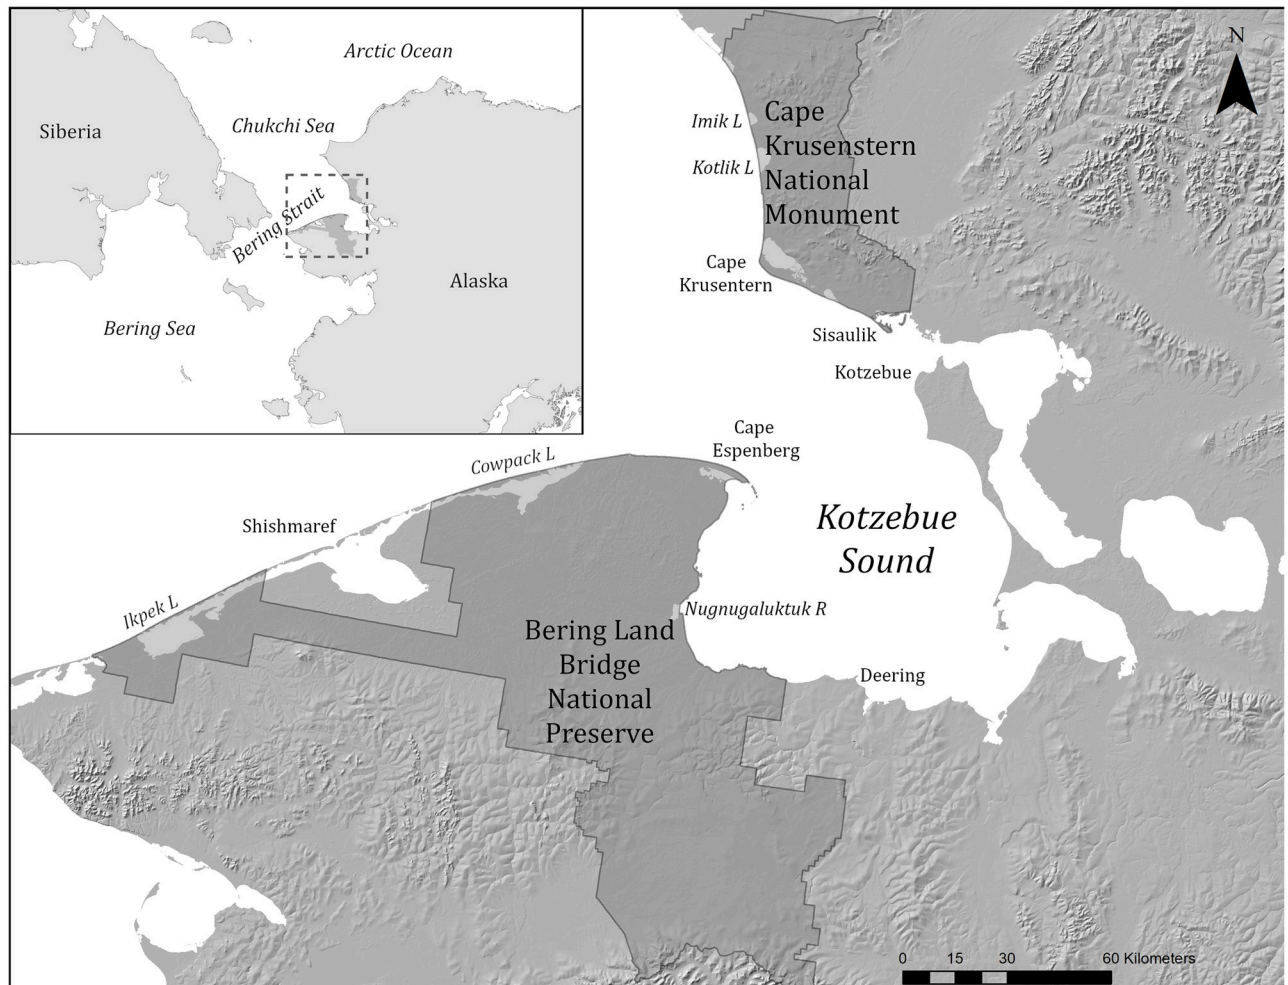 Arctic Ocean
Siberia
Chukchi Sea
Bering Strait
Alaska
Bering Sea
N
Imik L
Kotlik L
Cape
Krusenstern
National
Monument
Cape
Krusentern
Sisaulik
Kotzebue
Cape
Espenberg
Cowpack L
Shishmaref
Kotzebue
Sound
Ikpek L
Nugnugaluktuk R
Bering Land
Bridge
National
Preserve
Deering
0 15 30 60 Kilometers